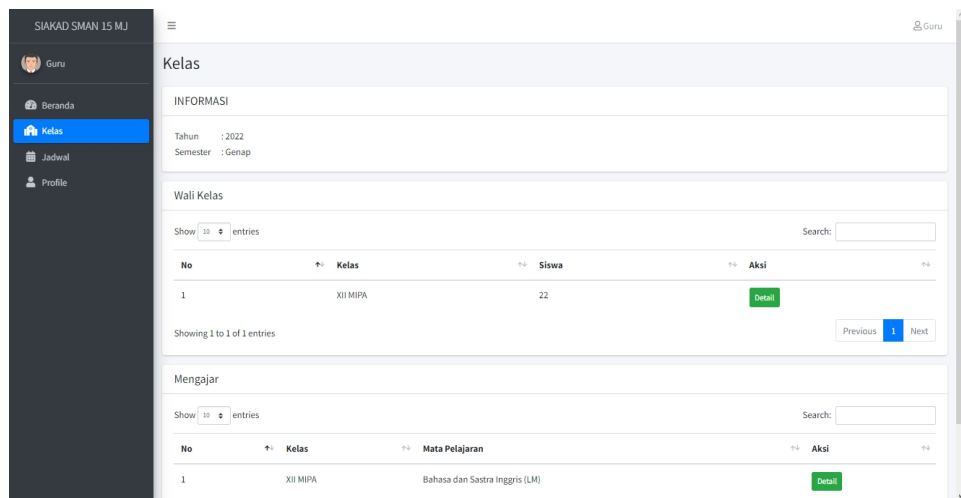 SIAKAD SMAN 15 MJ
Guru
Guru
Beranda
Kelas
Jadwal
Profile
Kelas
INFORMASI
Tahun : 2022
Semester : Genap
Wali Kelas
Show 10 entries
Search:
No Kelas Siswa Aksi
1 XII MIPA 22 Detail
Showing 1 to 1 of 1 entries
Previous 1 Next
Mengajar
Show 10 entries
Search:
No Kelas Mata Pelajaran Aksi
1 XII MIPA Bahasa dan Sastra Inggris (LM) Detail